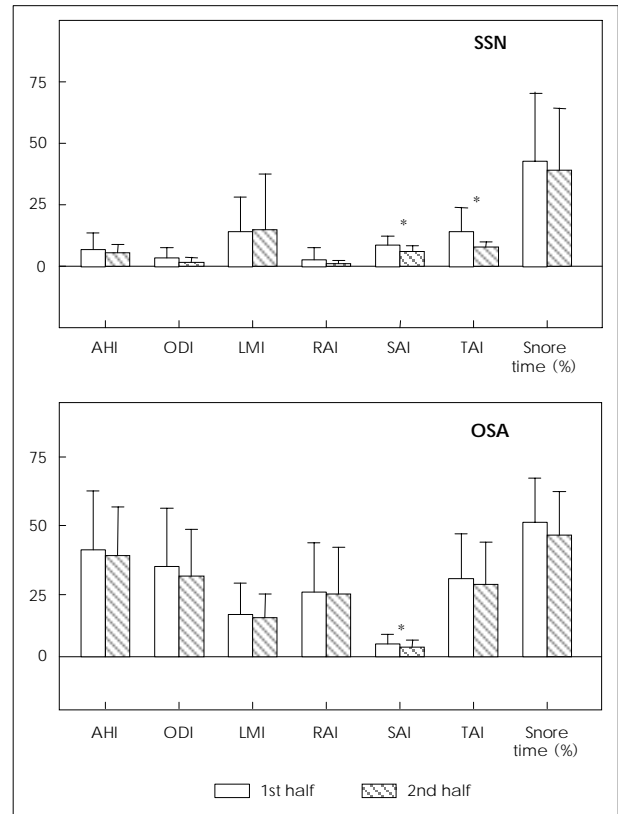 SSN
75
50
25
0
*
*
AHI ODI LMI RAI SAI TAI Snore
time (%)
OSA
75
50
25
0
*
AHI ODI LMI RAI SAI TAI Snore
time (%)
1st half 2nd half